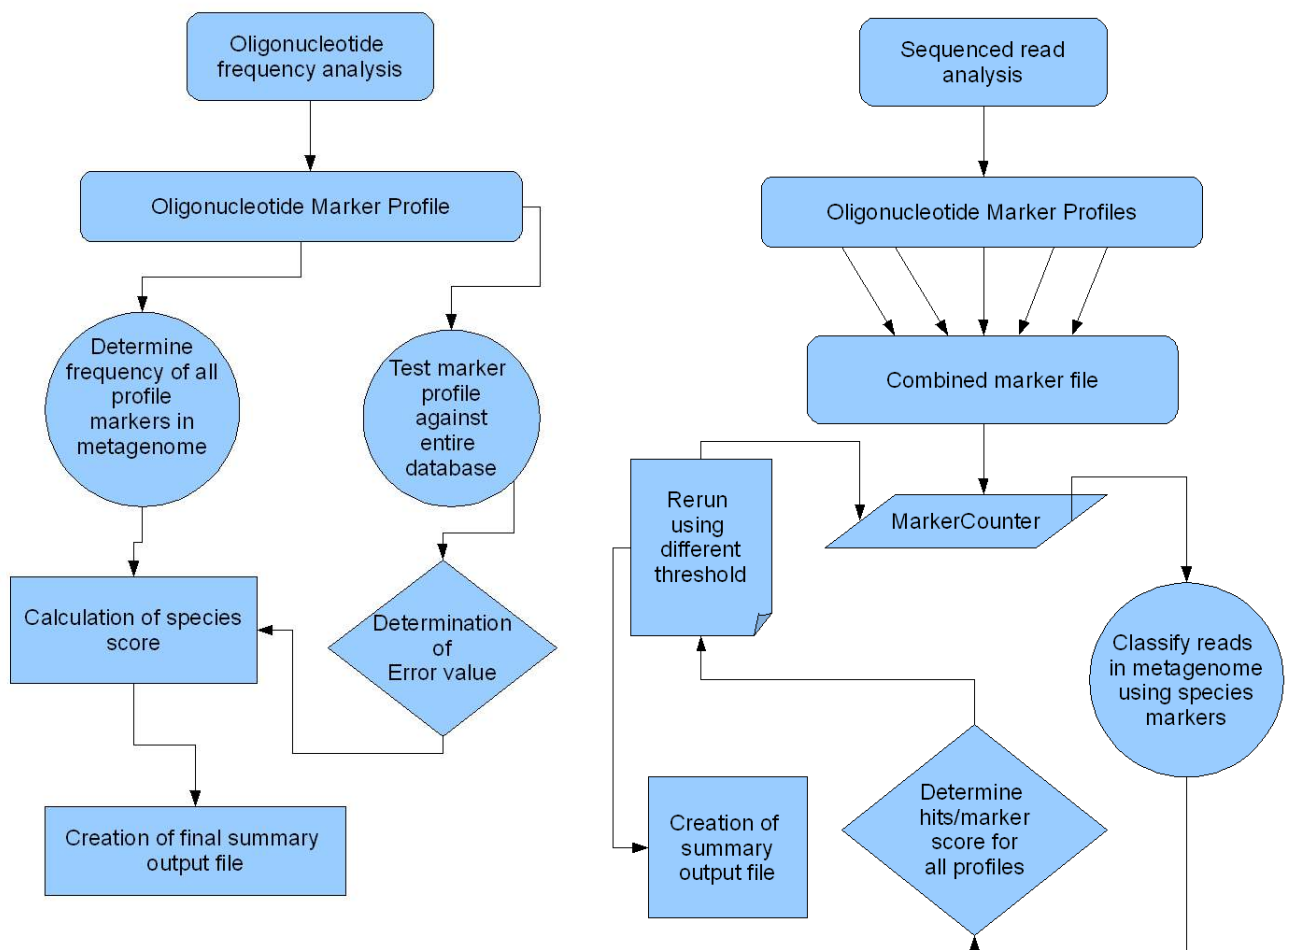 Oligonucleotide
frequency analysis
Oligonucleotide Marker Profile
Determine
frequency of all
profile
markers in
metagenome
Test marker
profile
against
entire
database
Calculation of species
score
Determination
of
Error value
Creation of final summary
output file
Sequenced read
analysis
Oligonucleotide Marker Profiles
Combined marker file
Rerun
using
different
threshold
MarkerCounter
Classify reads
in metagenome
using species
markers
Determine
hits/marker
score for
all profiles
Creation of
summary
output file